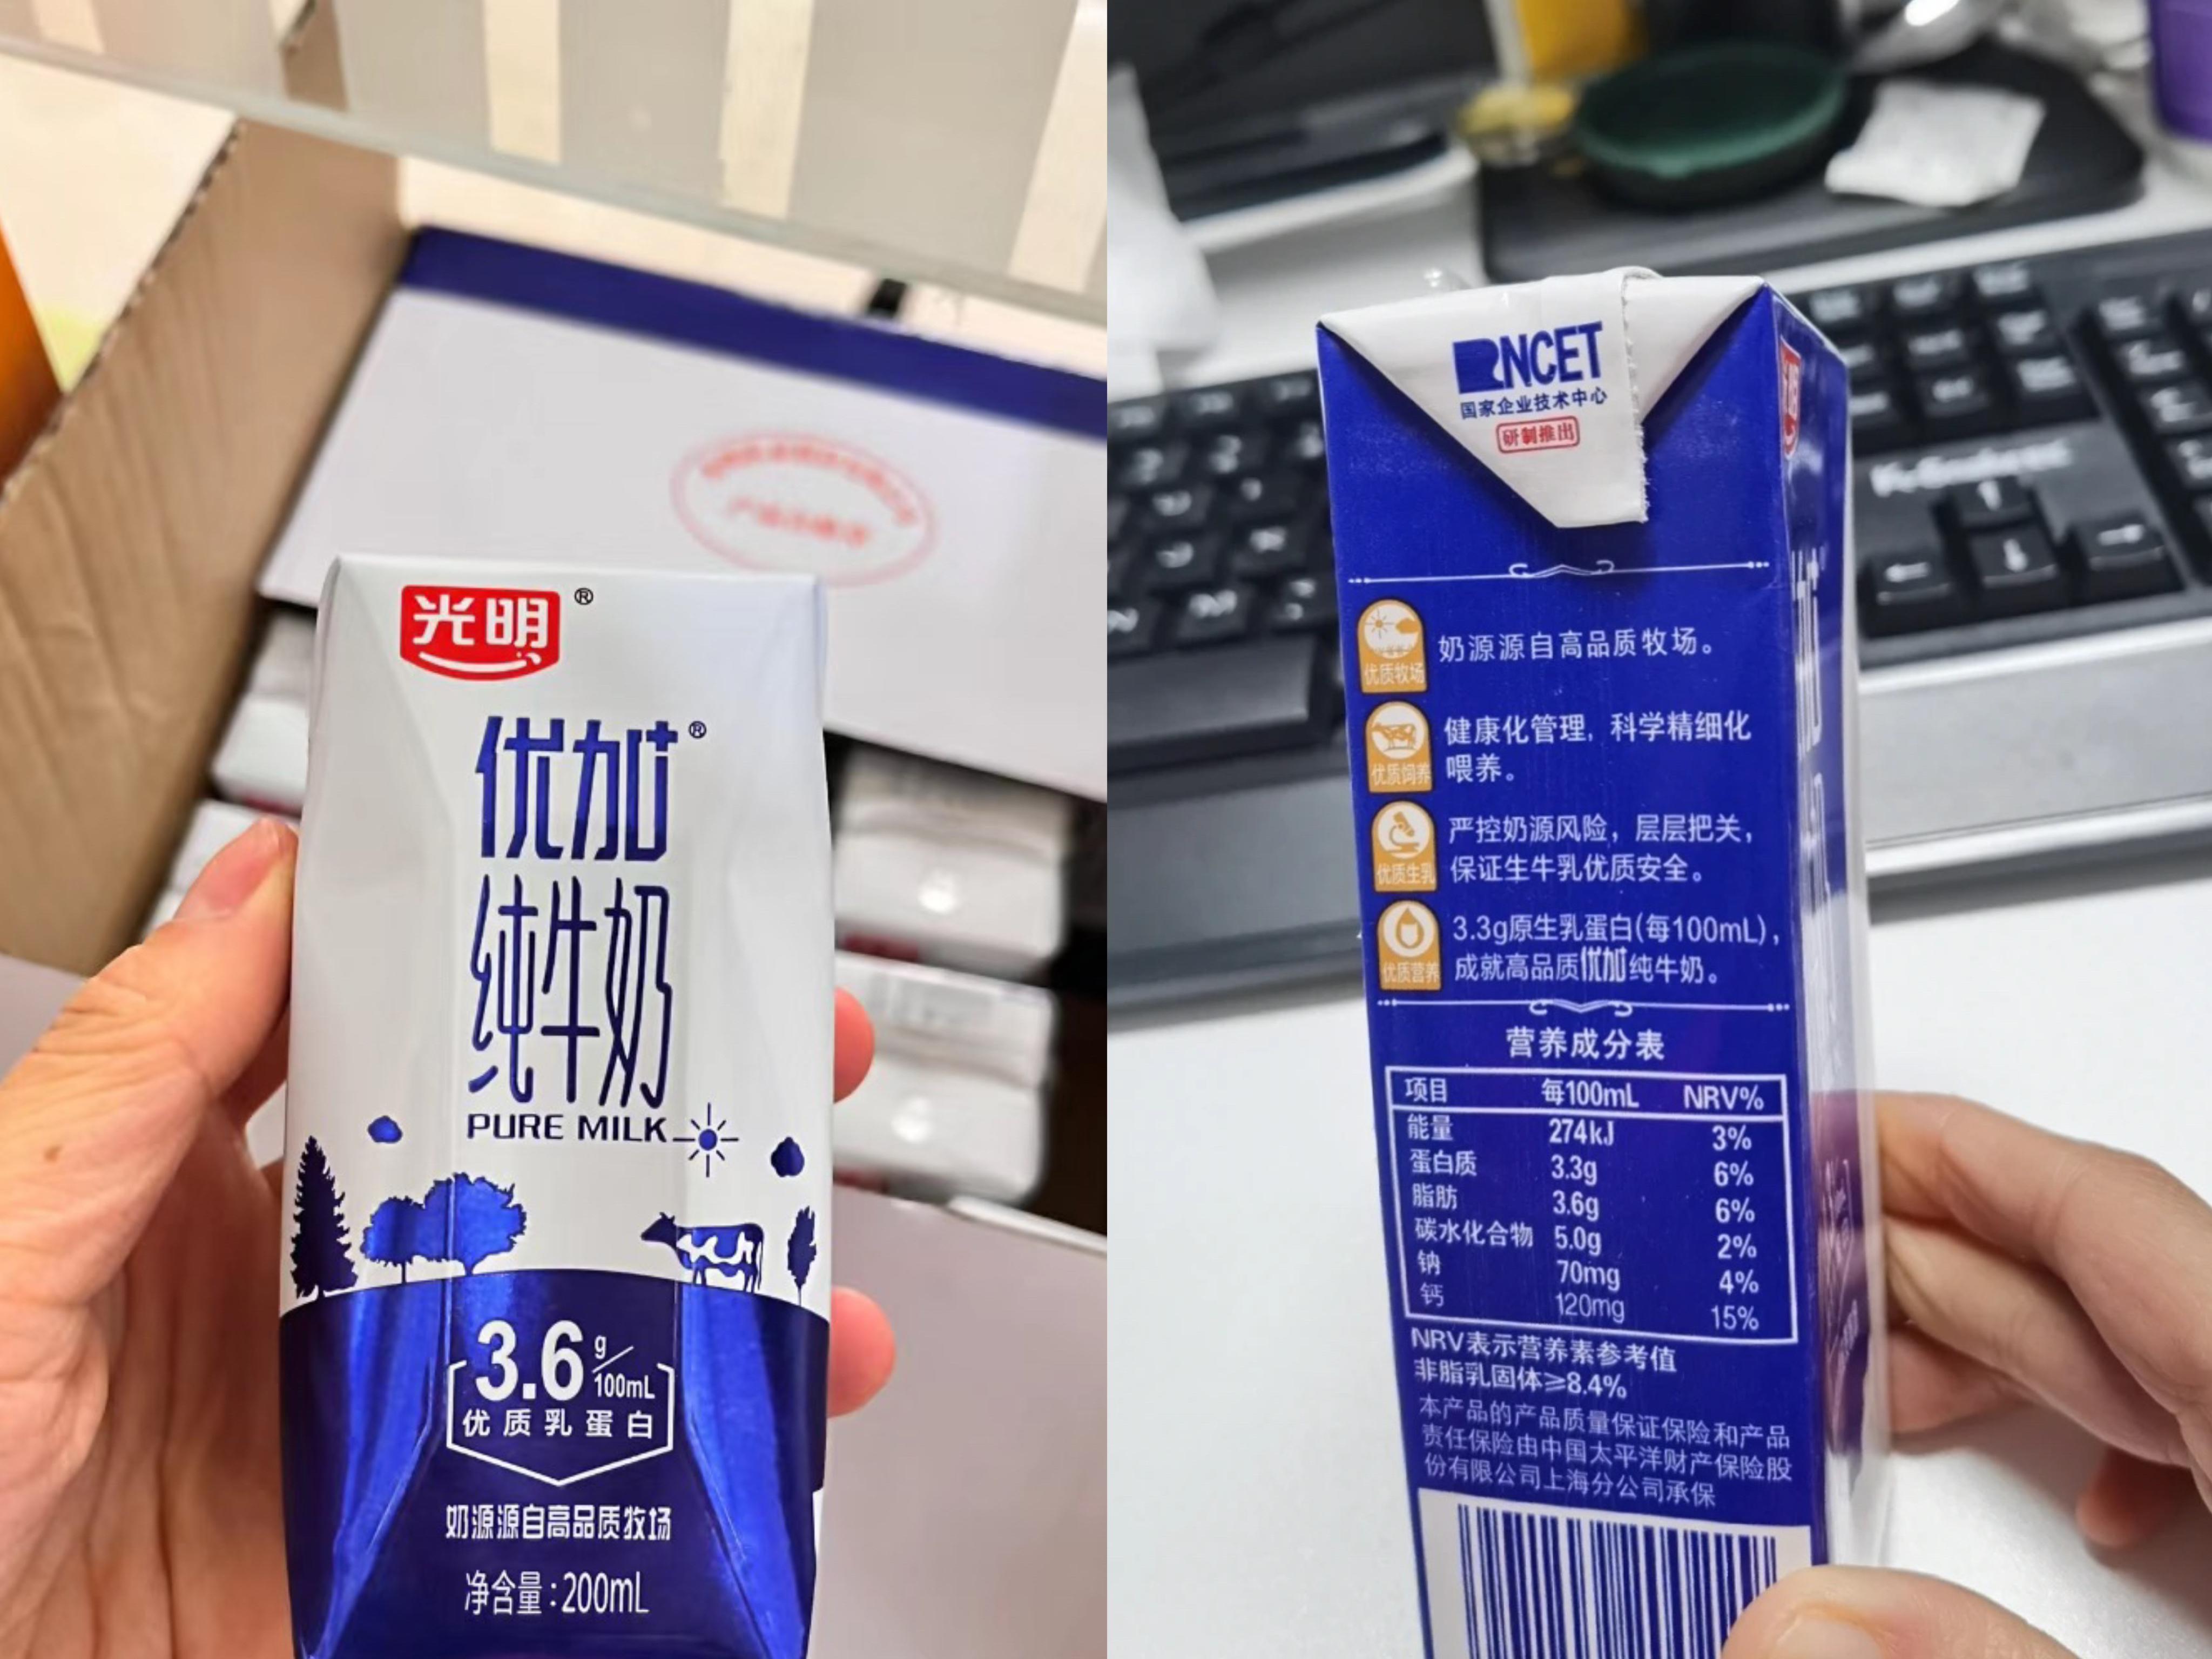 光明®
优加®
纯牛奶
PURE MILK
3.6g/100mL
优质乳蛋白
奶源源自高品质牧场
净含量：200mL
RNCET
国家企业技术中心
研制推出
光明
优质牧场
奶源源自高品质牧场。
优质饲养
健康化管理，科学精细化
喂养。
优质生乳
严控奶源风险，层层把关，
保证生牛乳优质安全。
优质营养
3.3g原生乳蛋白(每100mL)，
成就高品质优加纯牛奶。
营养成分表
项目 每100mL NRV%
能量 274kJ 3%
蛋白质 3.3g 6%
脂肪 3.6g 6%
碳水化合物 5.0g 2%
钠 70mg 4%
钙 120mg 15%
NRV表示营养素参考值
非脂乳固体≥8.4%
本产品的产品质量保证保险和产品
责任保险由中国太平洋财产保险股
份有限公司上海分公司承保